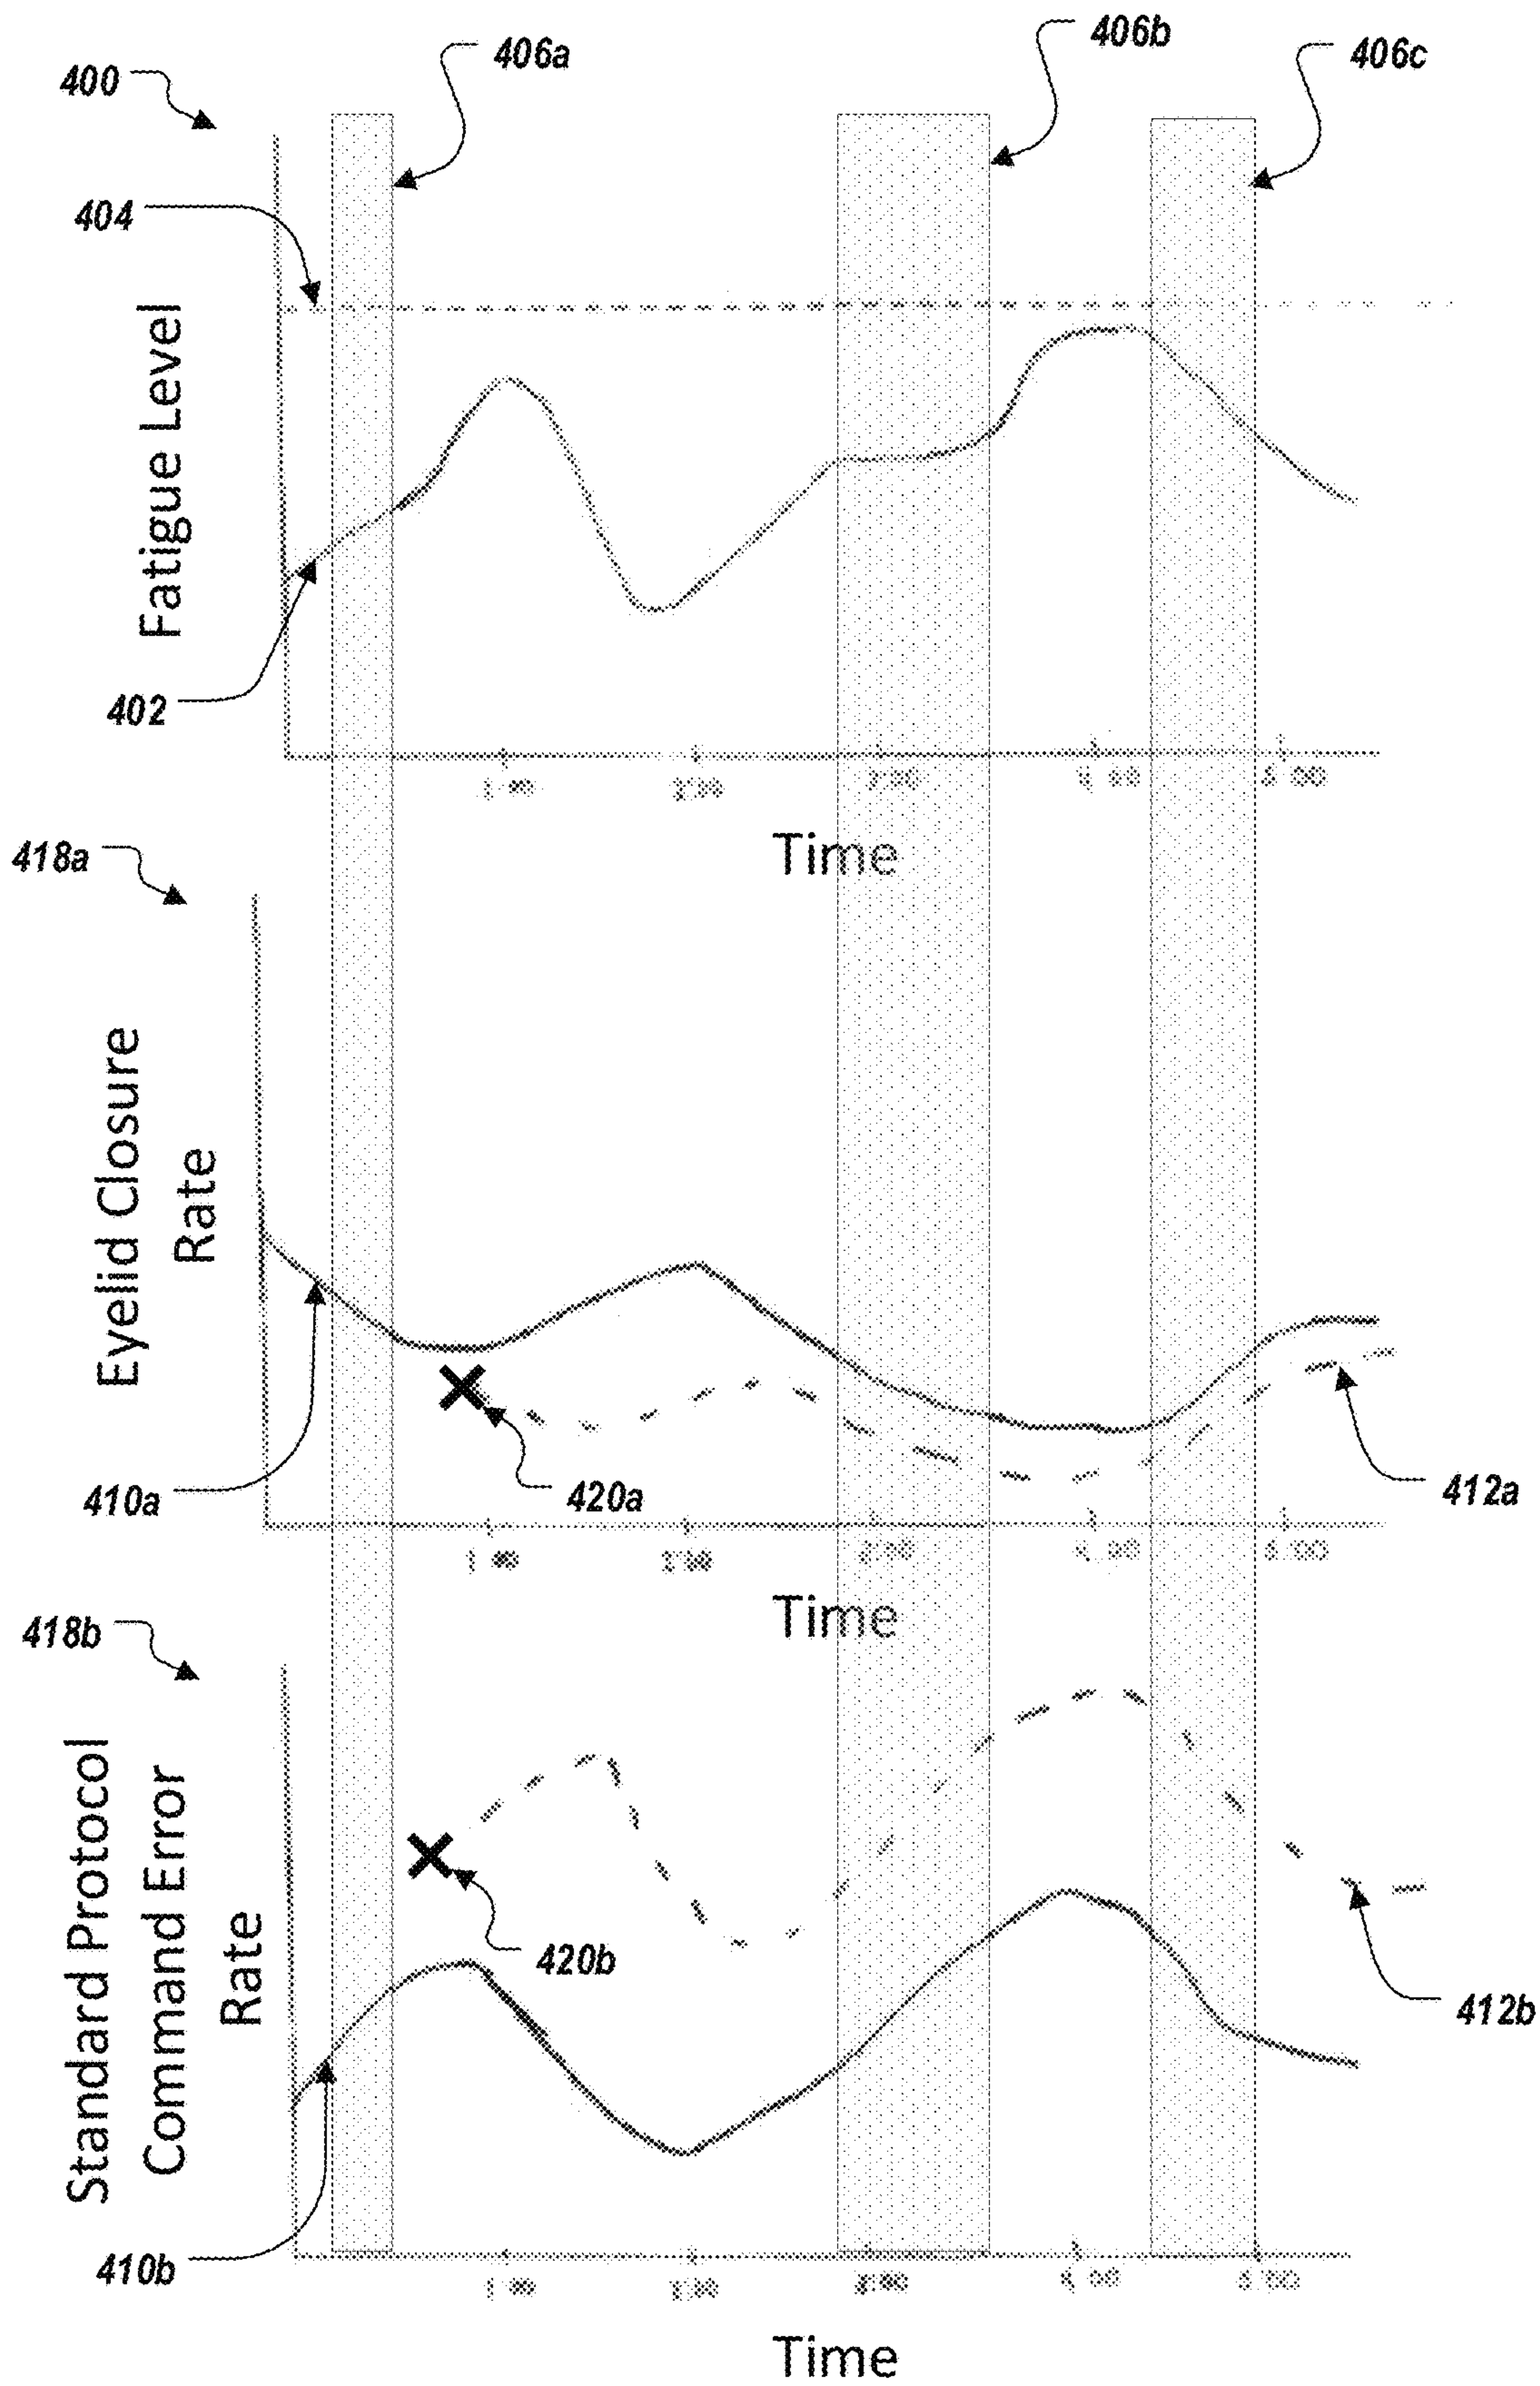 406a
406b
406c
400
404
Fatigue Level
402
Time
418a
Eyelid Closure
Rate
410a
420a
412a
Time
418b
Standard Protocol
Command Error
Rate
420b
412b
410b
Time